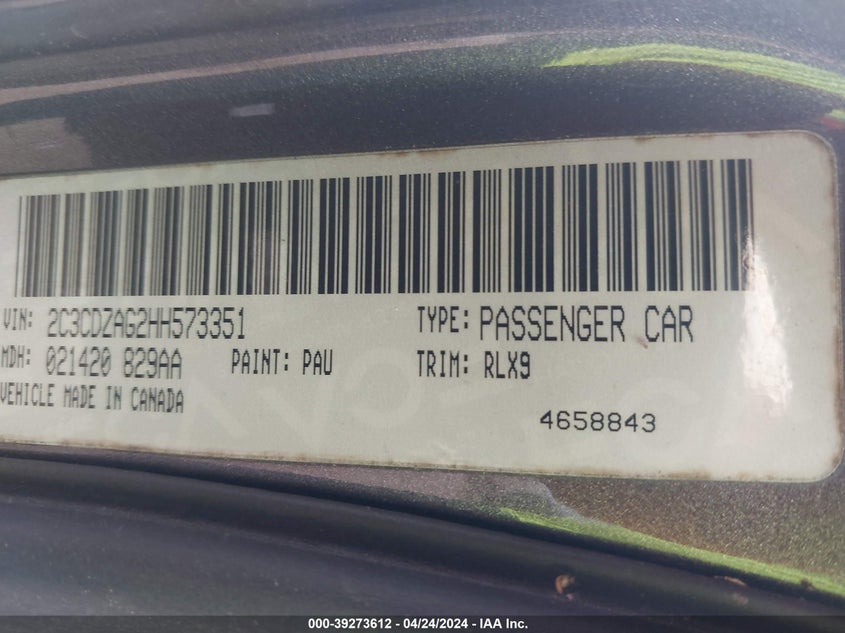 VIN: 2C3CDZAG2HH573351 TYPE: PASSENGER CAR
MDH: 021420 829AA PAINT: PAU TRIM: RLX9
VEHICLE MADE IN CANADA
4658843
000-39273612 - 04/24/2024 - IAA Inc.